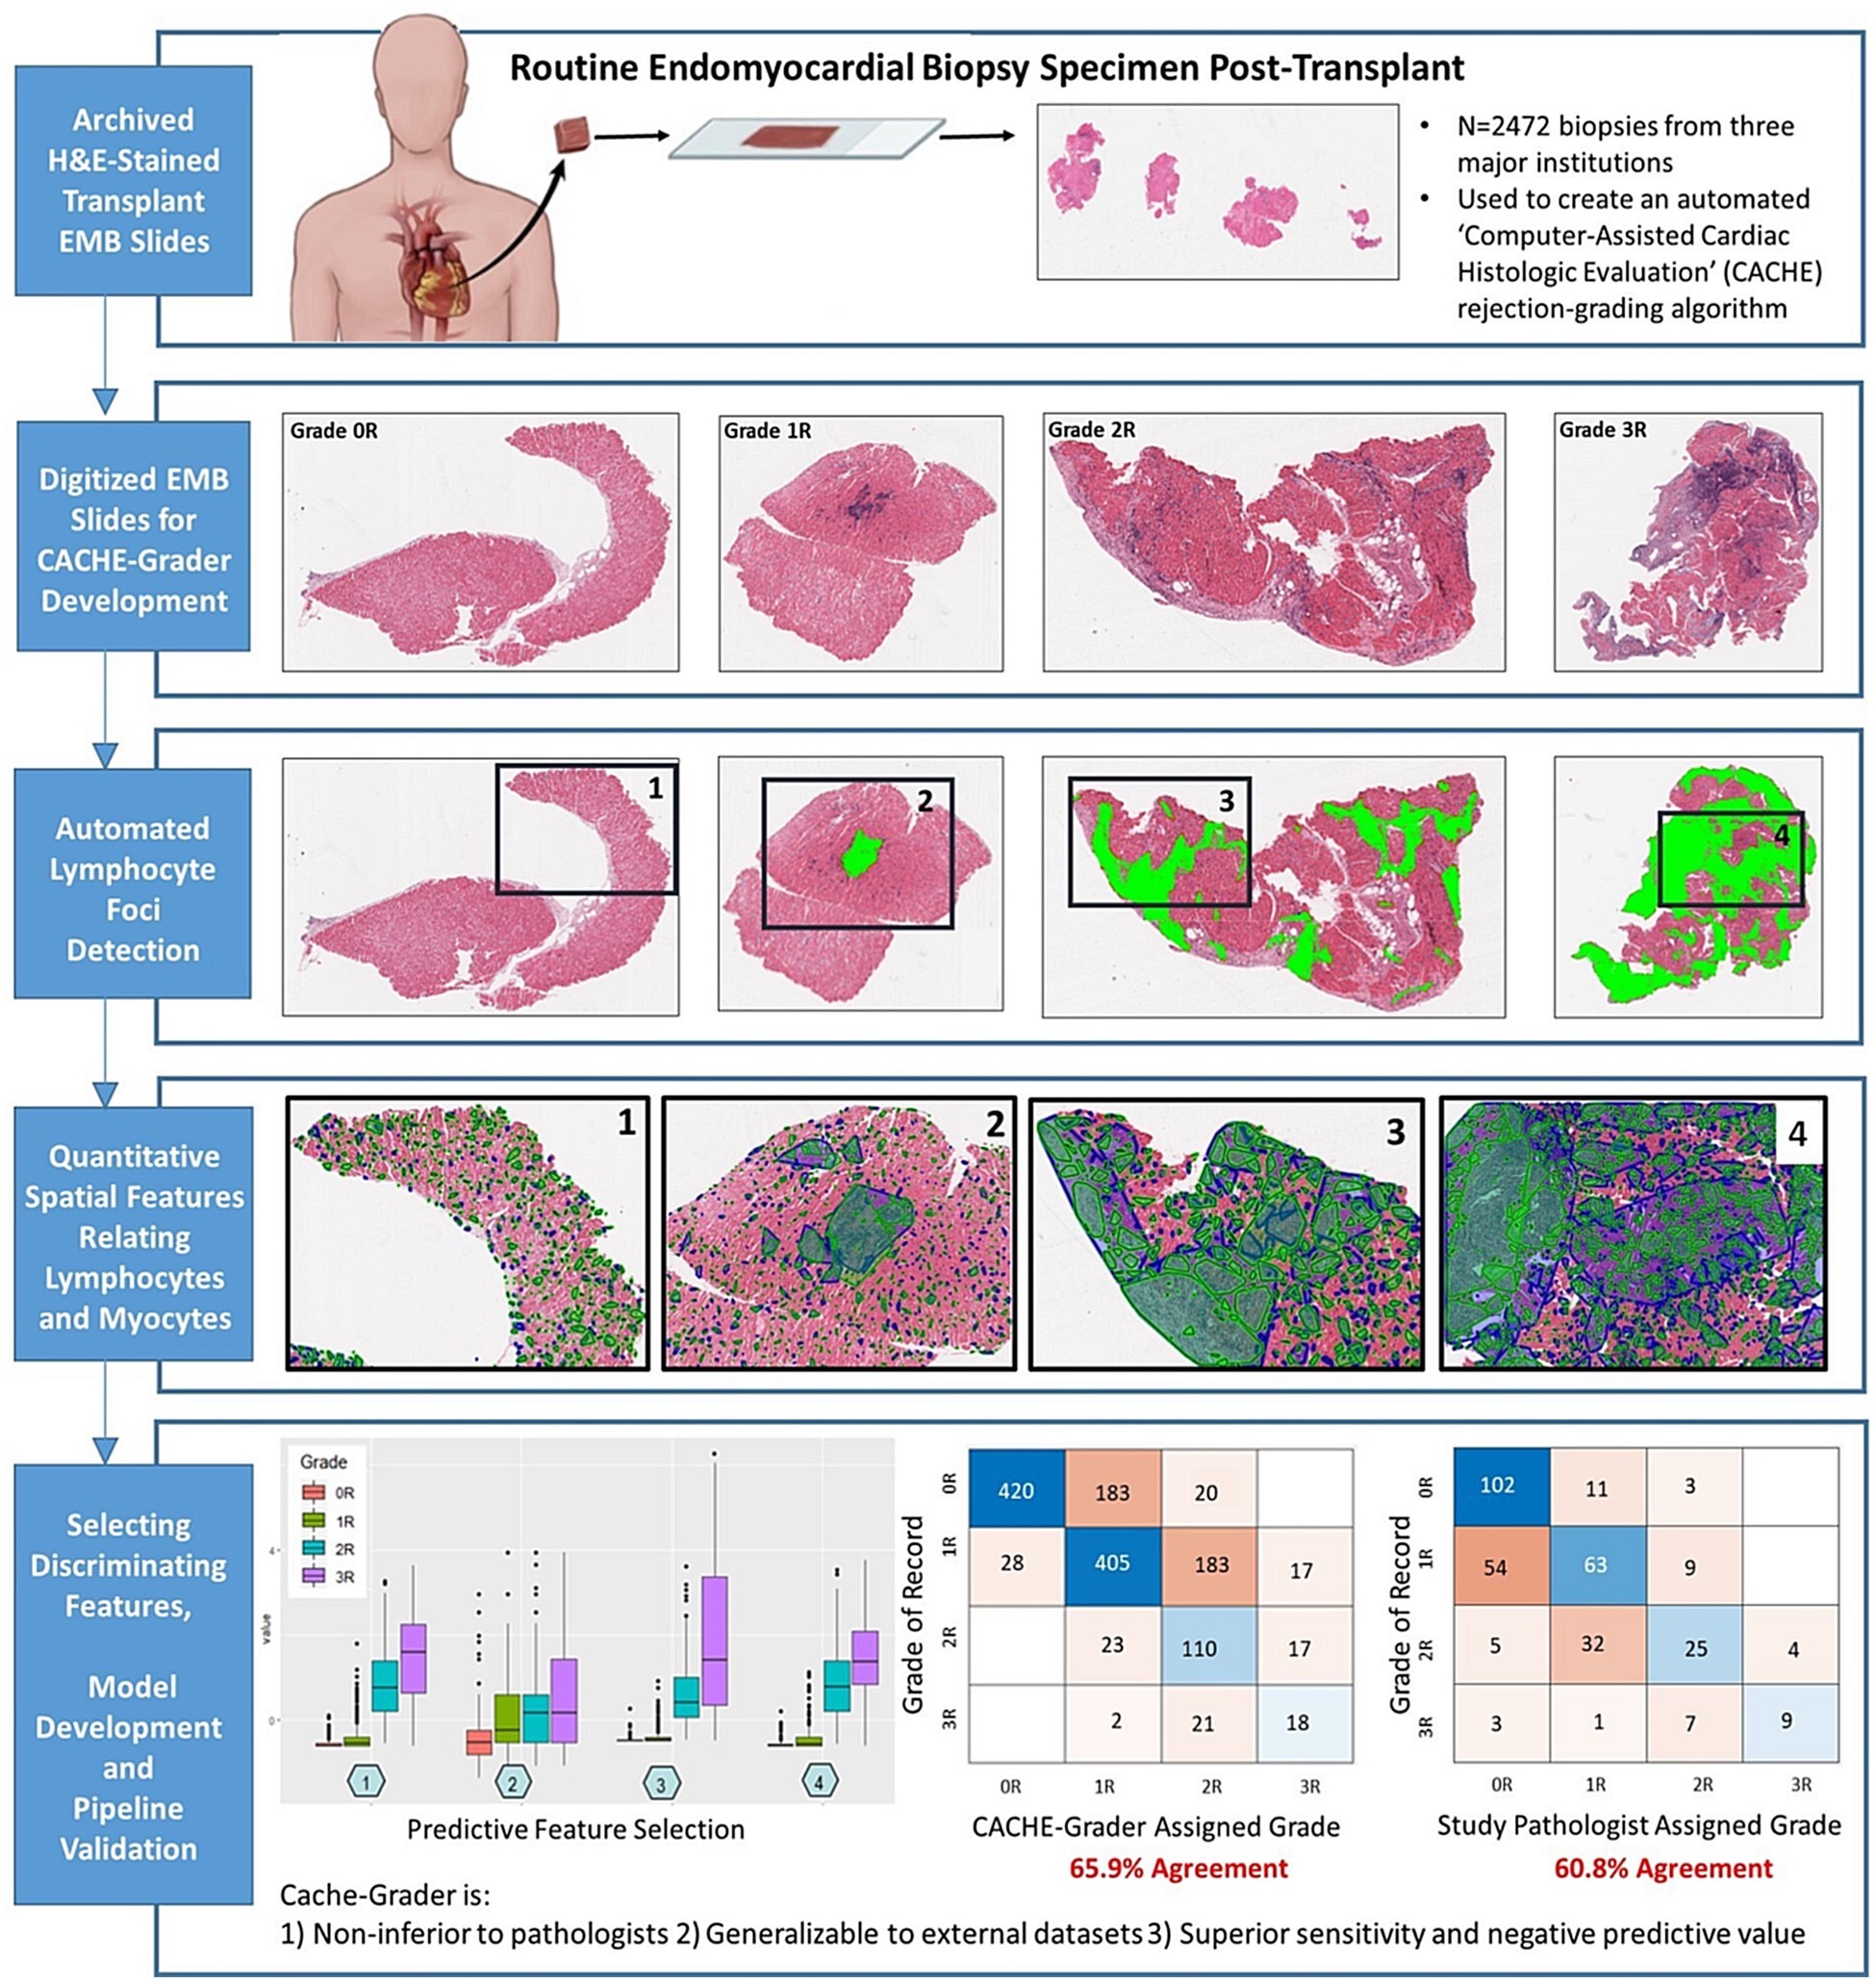 Routine Endomyocardial Biopsy Specimen Post-Transplant
Archived
H&E-Stained
Transplant
EMB Slides
• N=2472 biopsies from three
major institutions
• Used to create an automated
‘Computer-Assisted Cardiac
Histologic Evaluation’ (CACHE)
rejection-grading algorithm
Digitized EMB
Slides for
CACHE-Grader
Development
Grade 0R
Grade 1R
Grade 2R
Grade 3R
Automated
Lymphocyte
Foci
Detection
1
2
3
4
Quantitative
Spatial Features
Relating
Lymphocytes
and Myocytes
1
2
3
4
Selecting
Discriminating
Features,
Model
Development
and
Pipeline
Validation
Grade
0R
1R
2R
3R
4
0
value
1
2
3
4
Predictive Feature Selection
Grade of Record
0R
420 183 20
1R
28 405 183 17
2R
23 110 17
3R
2 21 18
0R 1R 2R 3R
CACHE-Grader Assigned Grade
65.9% Agreement
Grade of Record
0R
102 11 3
1R
54 63 9
2R
5 32 25 4
3R
3 1 7 9
0R 1R 2R 3R
Study Pathologist Assigned Grade
60.8% Agreement
Cache-Grader is:
1) Non-inferior to pathologists 2) Generalizable to external datasets 3) Superior sensitivity and negative predictive value